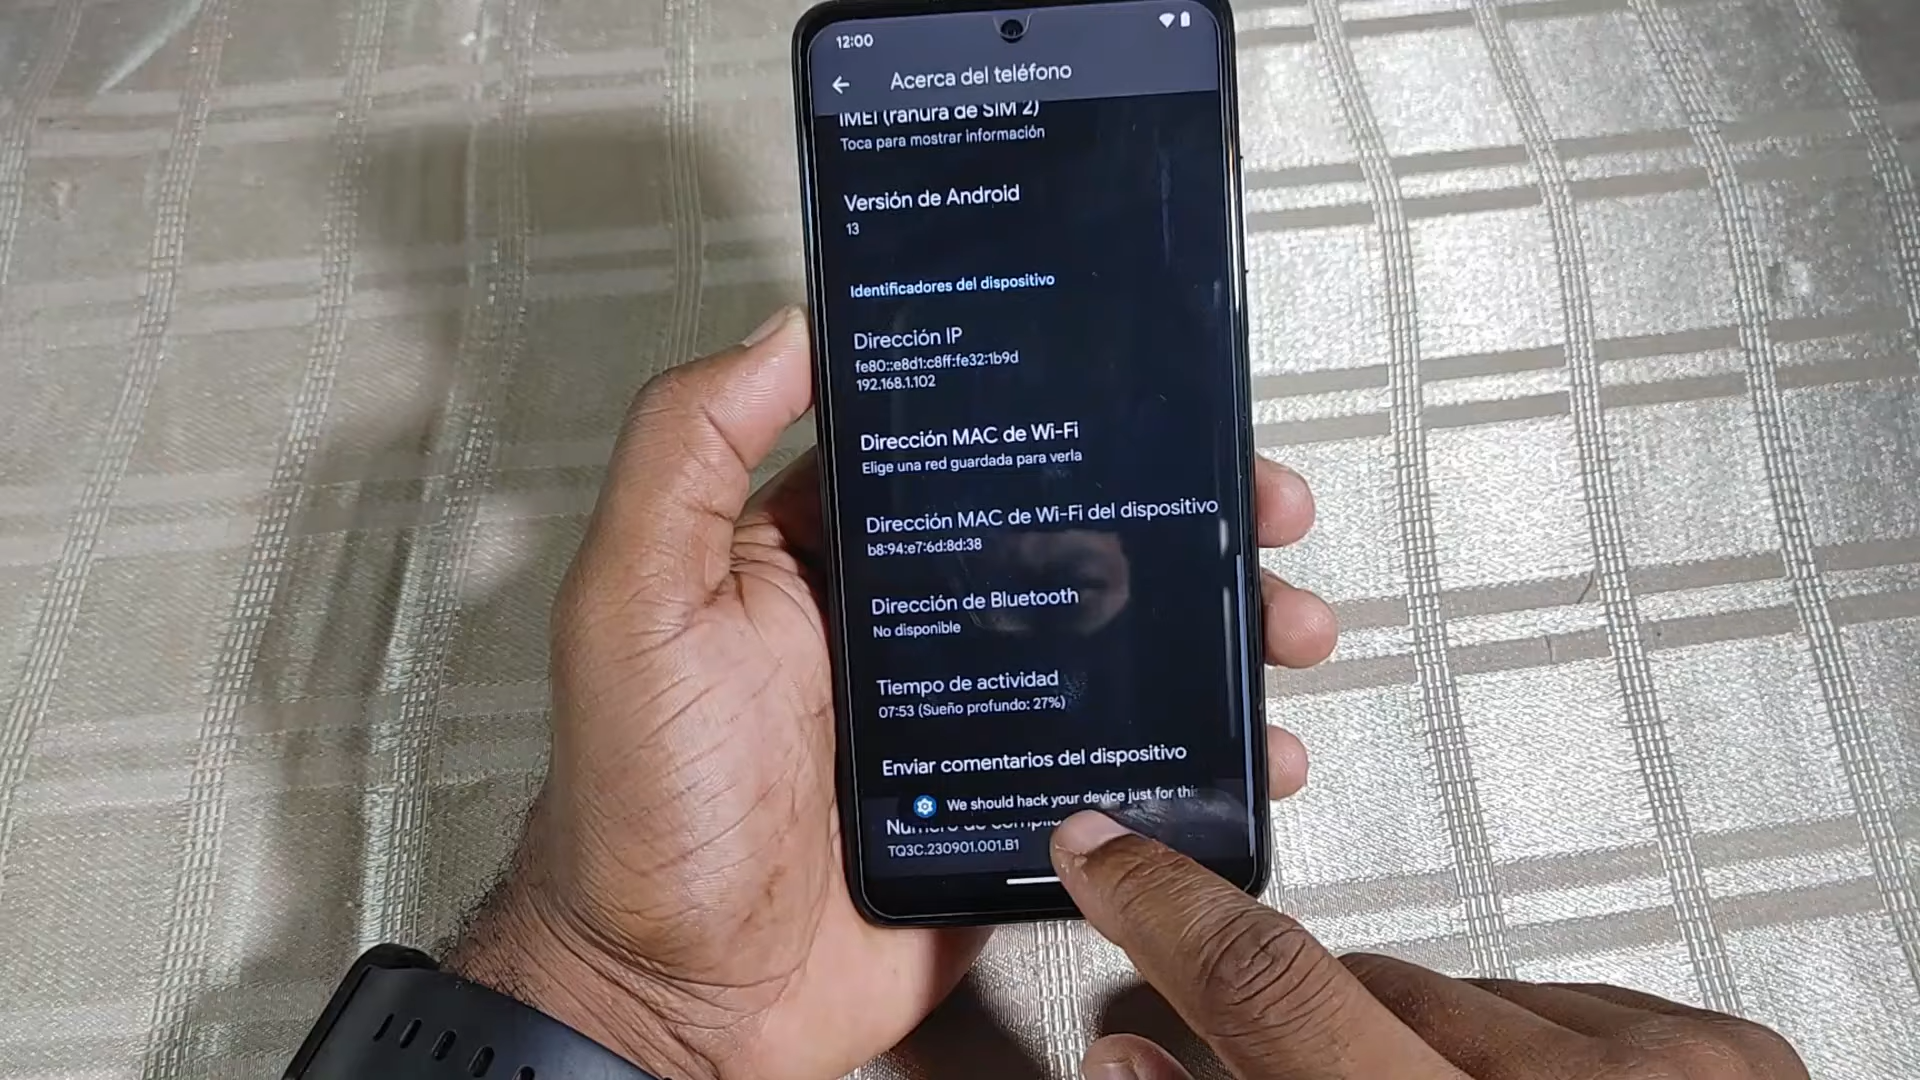 12:00
Acerca del teléfono
IMEI (ranura de SIM 2)
Toca para mostrar información
Versión de Android
13
Identificadores del dispositivo
Dirección IP
fe80::e8d1:c8ff:fe32:1b9d
192.168.1.102
Dirección MAC de Wi-Fi
Elige una red guardada para verla
Dirección MAC de Wi-Fi del dispositivo
b8:94:e7:6d:8d:38
Dirección de Bluetooth
No disponible
Tiempo de actividad
07:53 (Sueño profundo: 27%)
Enviar comentarios del dispositivo
We should hack your device just for this
Número de compila
TQ3C.230901.001.B1